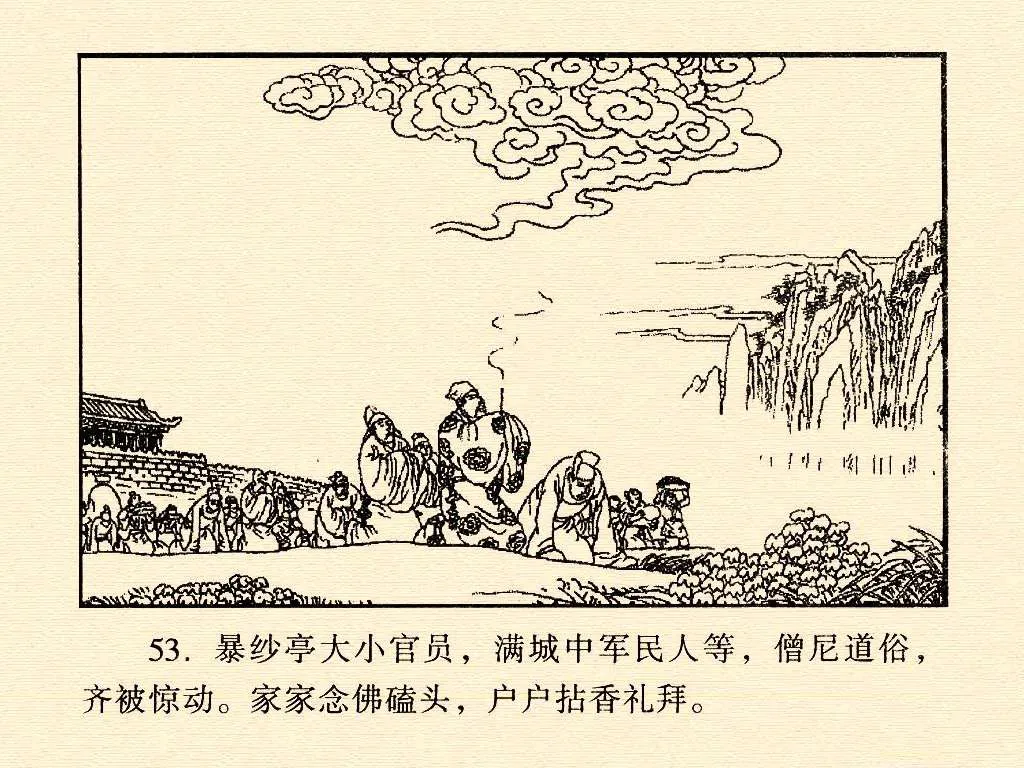 53. 暴纱亭大小官员，满城中军民人等，僧尼道俗，
齐被惊动。家家念佛磕头，户户拈香礼拜。